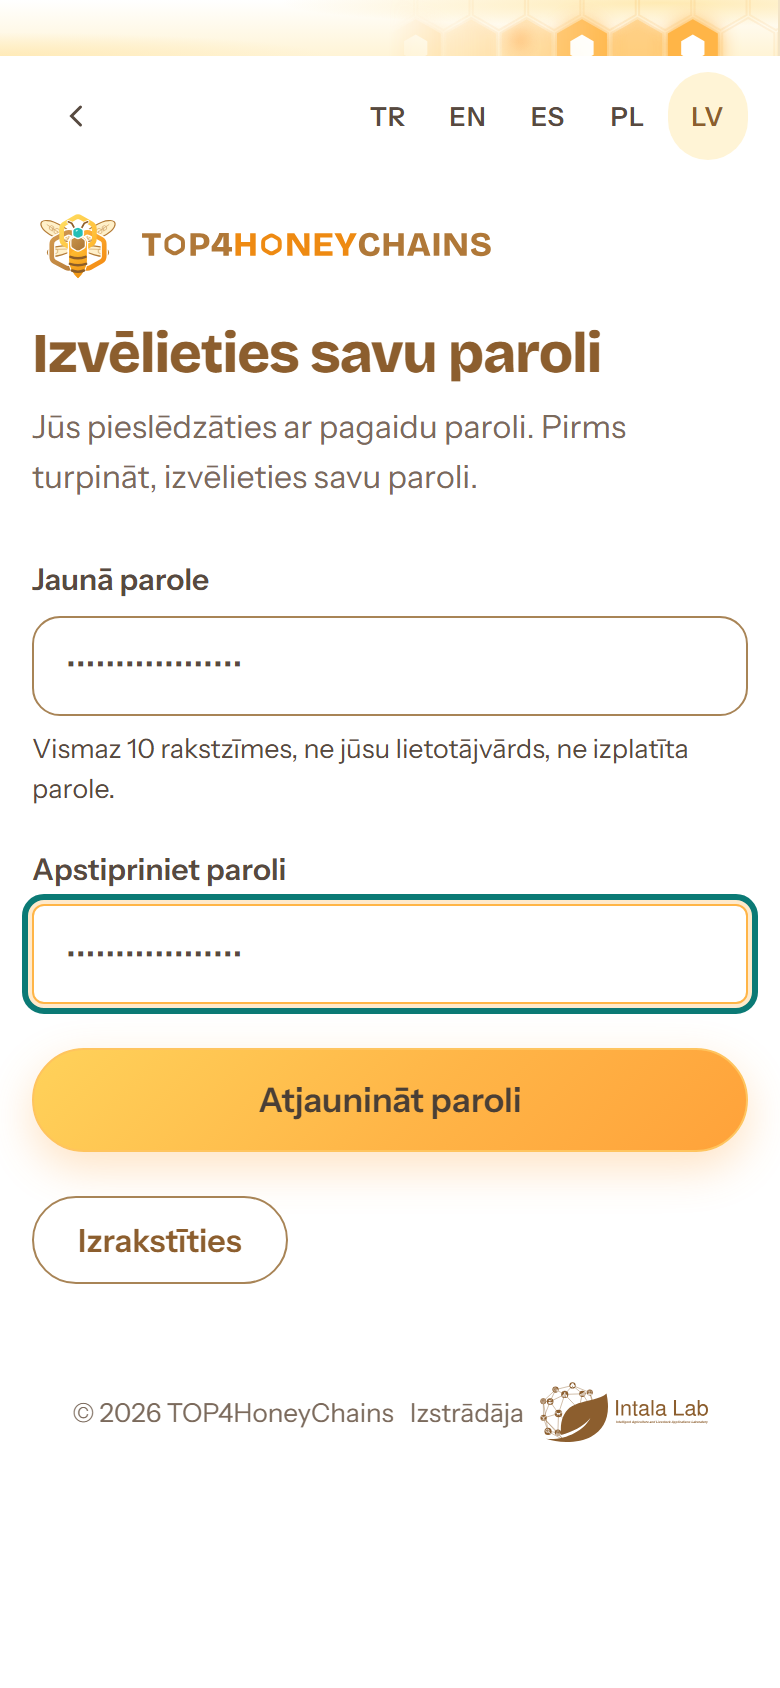 TR EN ES PL LV
TOP4HONEYCHAINS
Izvēlieties savu paroli
Jūs pieslēdzāties ar pagaidu paroli. Pirms
turpināt, izvēlieties savu paroli.
Jaunā parole
Vismaz 10 rakstzīmes, ne jūsu lietotājvārds, ne izplatīta
parole.
Apstipriniet paroli
Atjaunināt paroli
Izrakstīties
© 2026 TOP4HoneyChains Izstrādāja Intala Lab